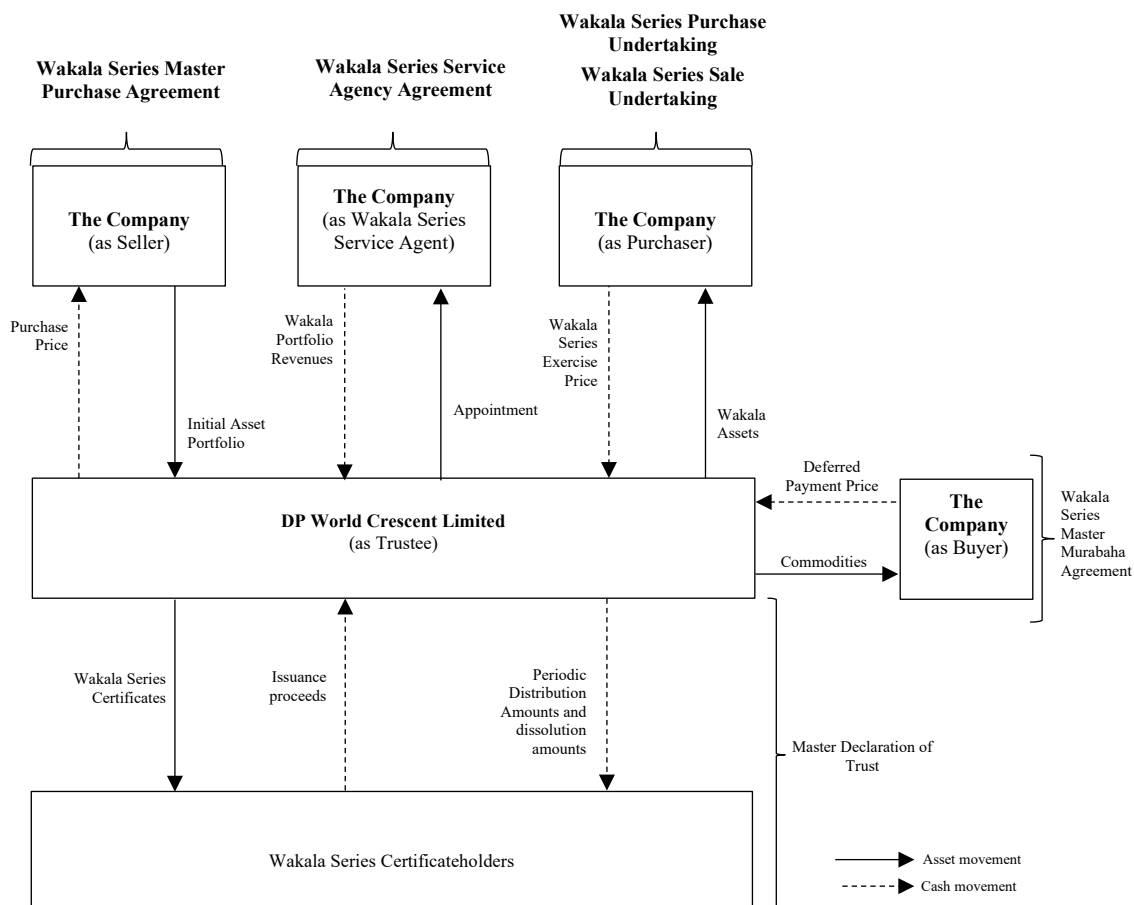 Wakala Series Purchase
Undertaking
Wakala Series Sale
Undertaking
Wakala Series Master
Purchase Agreement
Wakala Series Service
Agency Agreement
The Company
(as Seller)
The Company
(as Wakala Series
Service Agent)
The Company
(as Purchaser)
Purchase
Price
Initial Asset
Portfolio
Wakala
Portfolio
Revenues
Appointment
Wakala
Series
Exercise
Price
Wakala
Assets
DP World Crescent Limited
(as Trustee)
Deferred
Payment Price
Commodities
The
Company
(as Buyer)
Wakala
Series
Master
Murabaha
Agreement
Wakala Series
Certificates
Issuance
proceeds
Periodic
Distribution
Amounts and
dissolution
amounts
Master Declaration of
Trust
Wakala Series Certificateholders
Asset movement
Cash movement